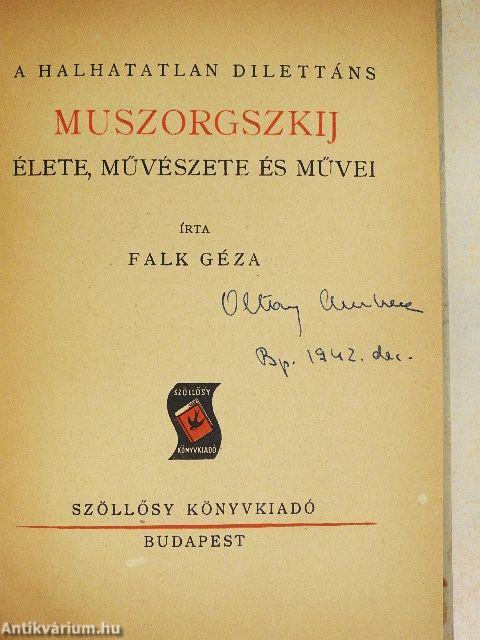 A HALHATATLAN DILETTÁNS
MUSZORGSZKIJ
ÉLETE, MŰVÉSZETE ÉS MŰVEI
ÍRTA
FALK GÉZA
Oltay
Bp. 1942. dec.
SZÖLLŐSY
KÖNYVKIADÓ
SZÖLLŐSY KÖNYVKIADÓ
BUDAPEST
Antikvárium.hu